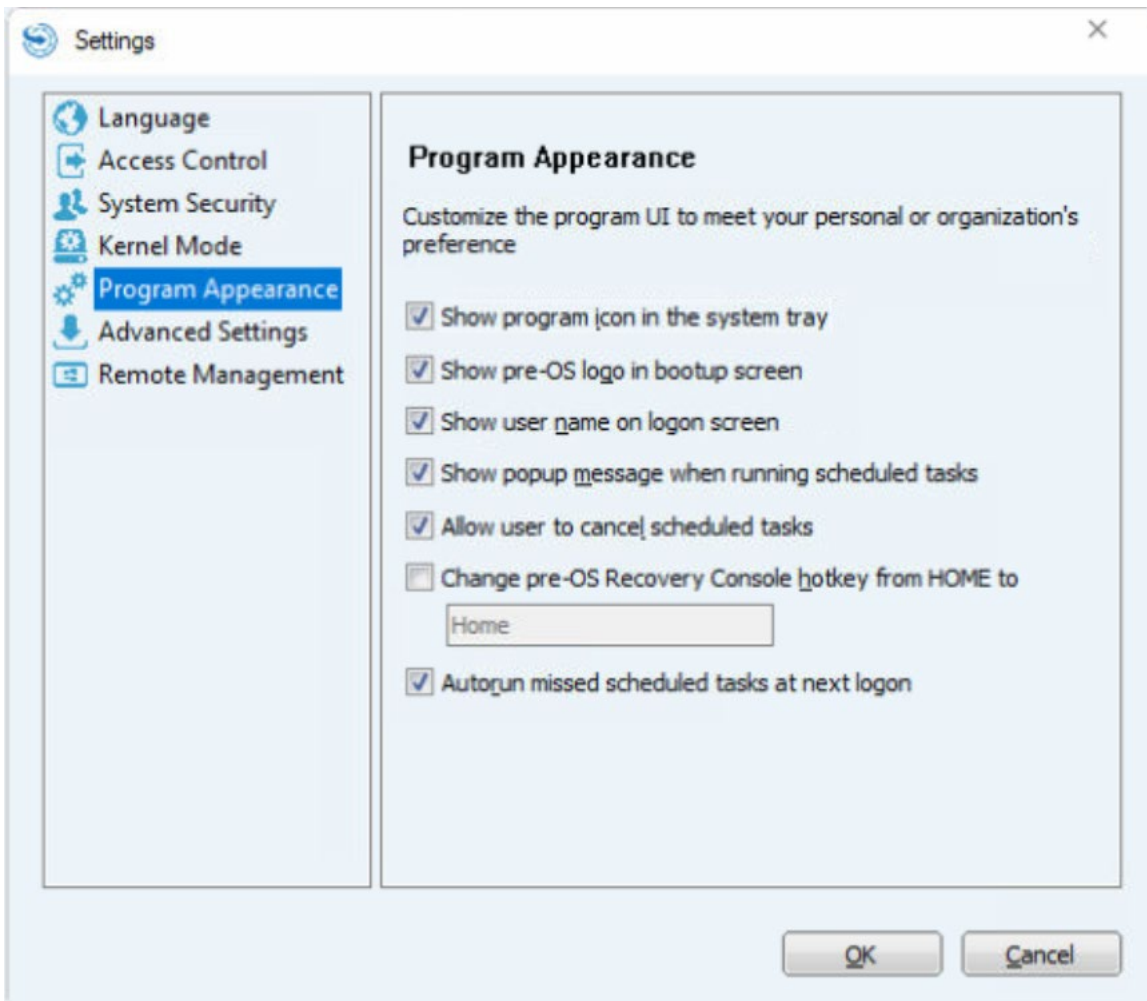 Settings
Language
Access Control
System Security
Kernel Mode
Program Appearance
Advanced Settings
Remote Management
Program Appearance
Customize the program UI to meet your personal or organization's
preference
Show program icon in the system tray
Show pre-OS logo in bootup screen
Show user name on logon screen
Show popup message when running scheduled tasks
Allow user to cancel scheduled tasks
Change pre-OS Recovery Console hotkey from HOME to
Home
Autorun missed scheduled tasks at next logon
OK
Cancel